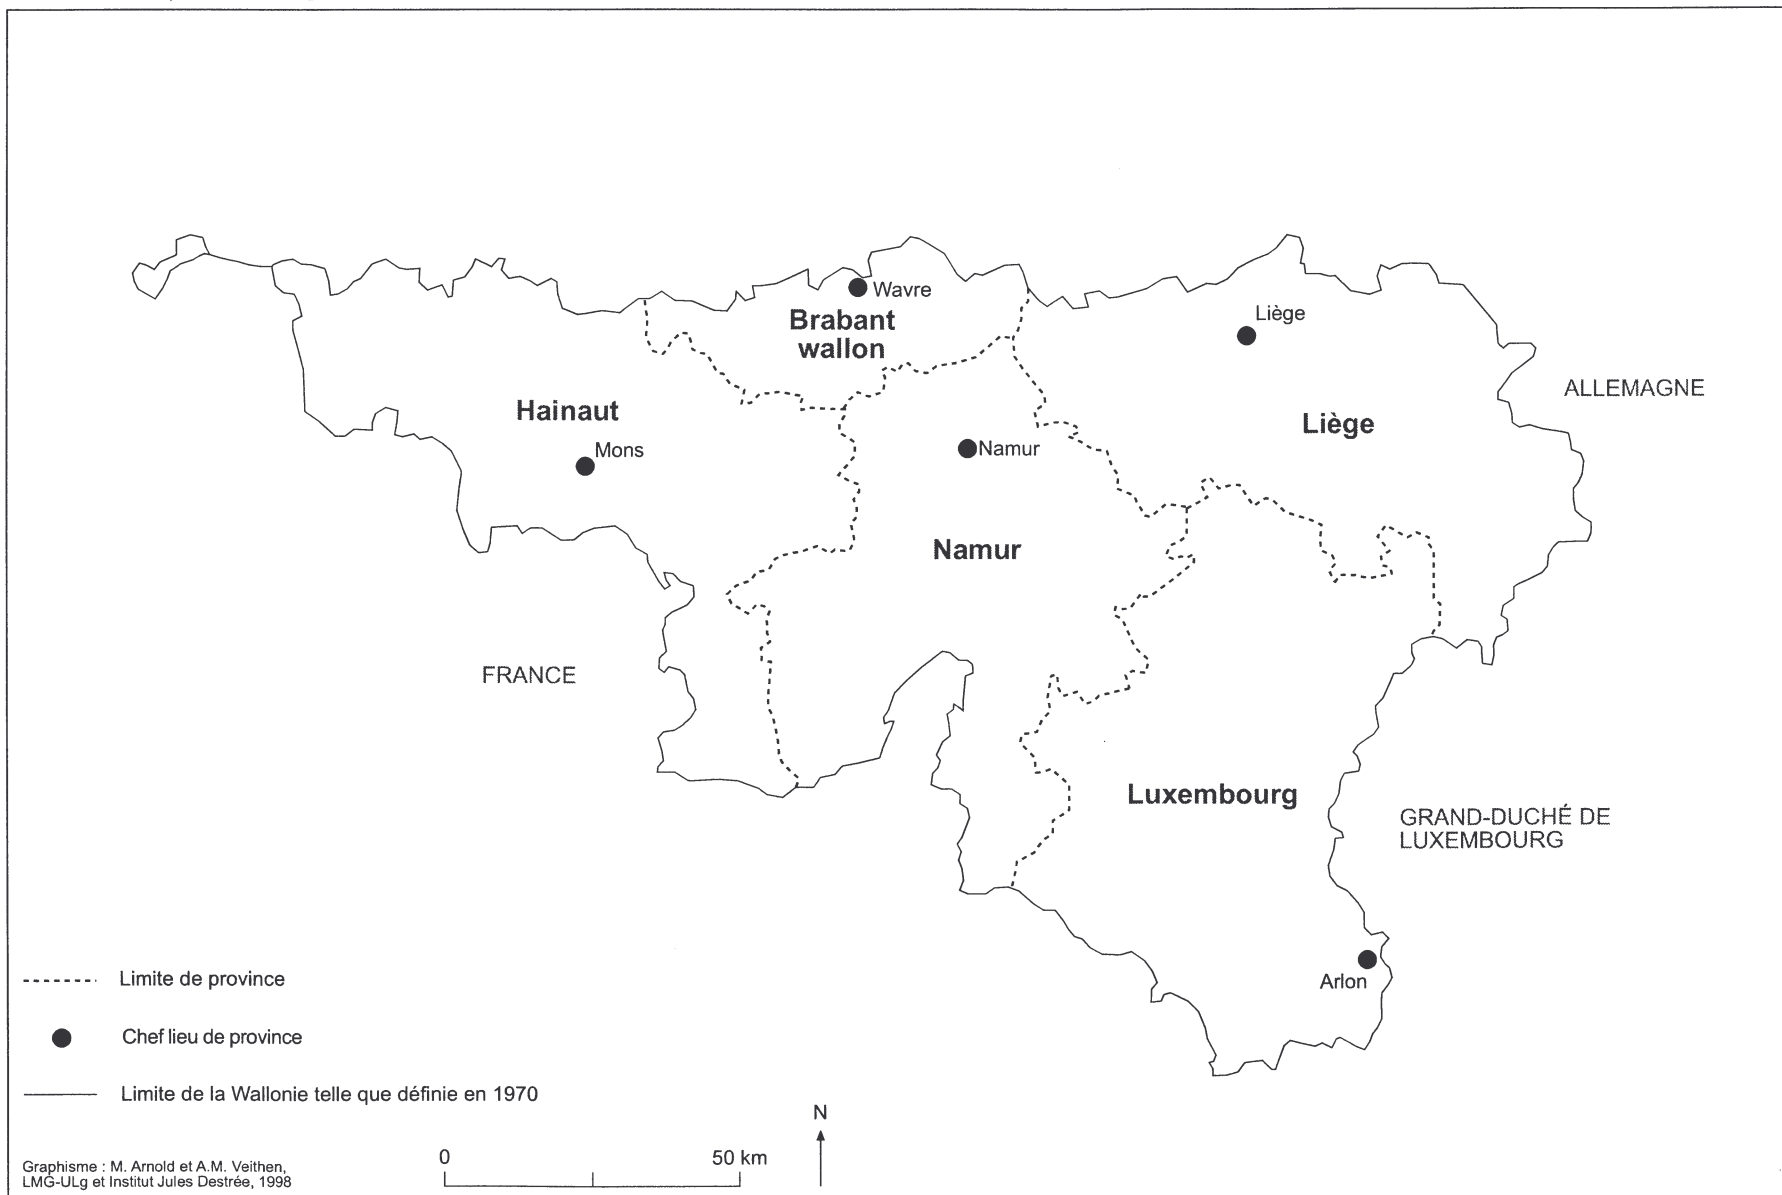 Wavre
Brabant
wallon
Liège
ALLEMAGNE
Hainaut
Liège
Mons
Namur
Namur
FRANCE
Luxembourg
GRAND-DUCHÉ DE
LUXEMBOURG
Arlon
Limite de province
Chef lieu de province
Limite de la Wallonie telle que définie en 1970
N
0 50 km
Graphisme : M. Arnold et A.M. Veithen,
LMG-ULg et Institut Jules Destrée, 1998